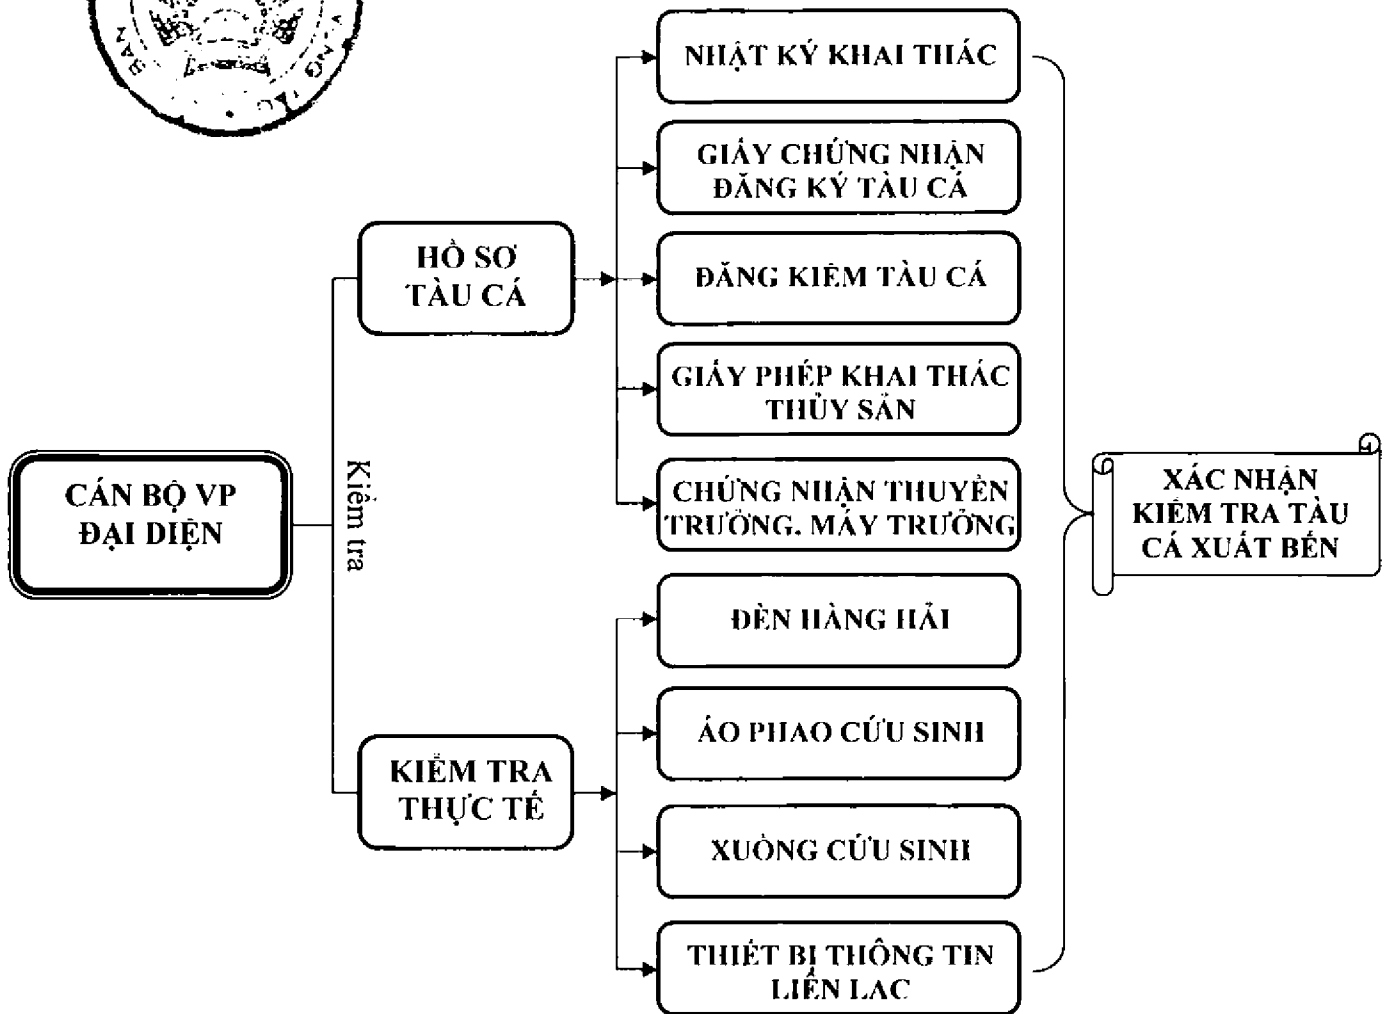 NHẬT KÝ KHAI THÁC
GIẤY CHỨNG NHẬN
ĐĂNG KÝ TÀU CÁ
HỒ SƠ
TÀU CÁ
ĐĂNG KIỂM TÀU CÁ
GIẤY PHÉP KHAI THÁC
THỦY SẢN
CHỨNG NHẬN THUYỀN
TRƯỞNG. MÁY TRƯỞNG
CÁN BỘ VP
ĐẠI DIỆN
Kiểm tra
XÁC NHẬN
KIỂM TRA TÀU
CÁ XUẤT BẾN
ĐÈN HÀNG HẢI
ÁO PHAO CỨU SINH
KIỂM TRA
THỰC TẾ
XUỒNG CỨU SINH
THIẾT BỊ THÔNG TIN
LIÊN LẠC